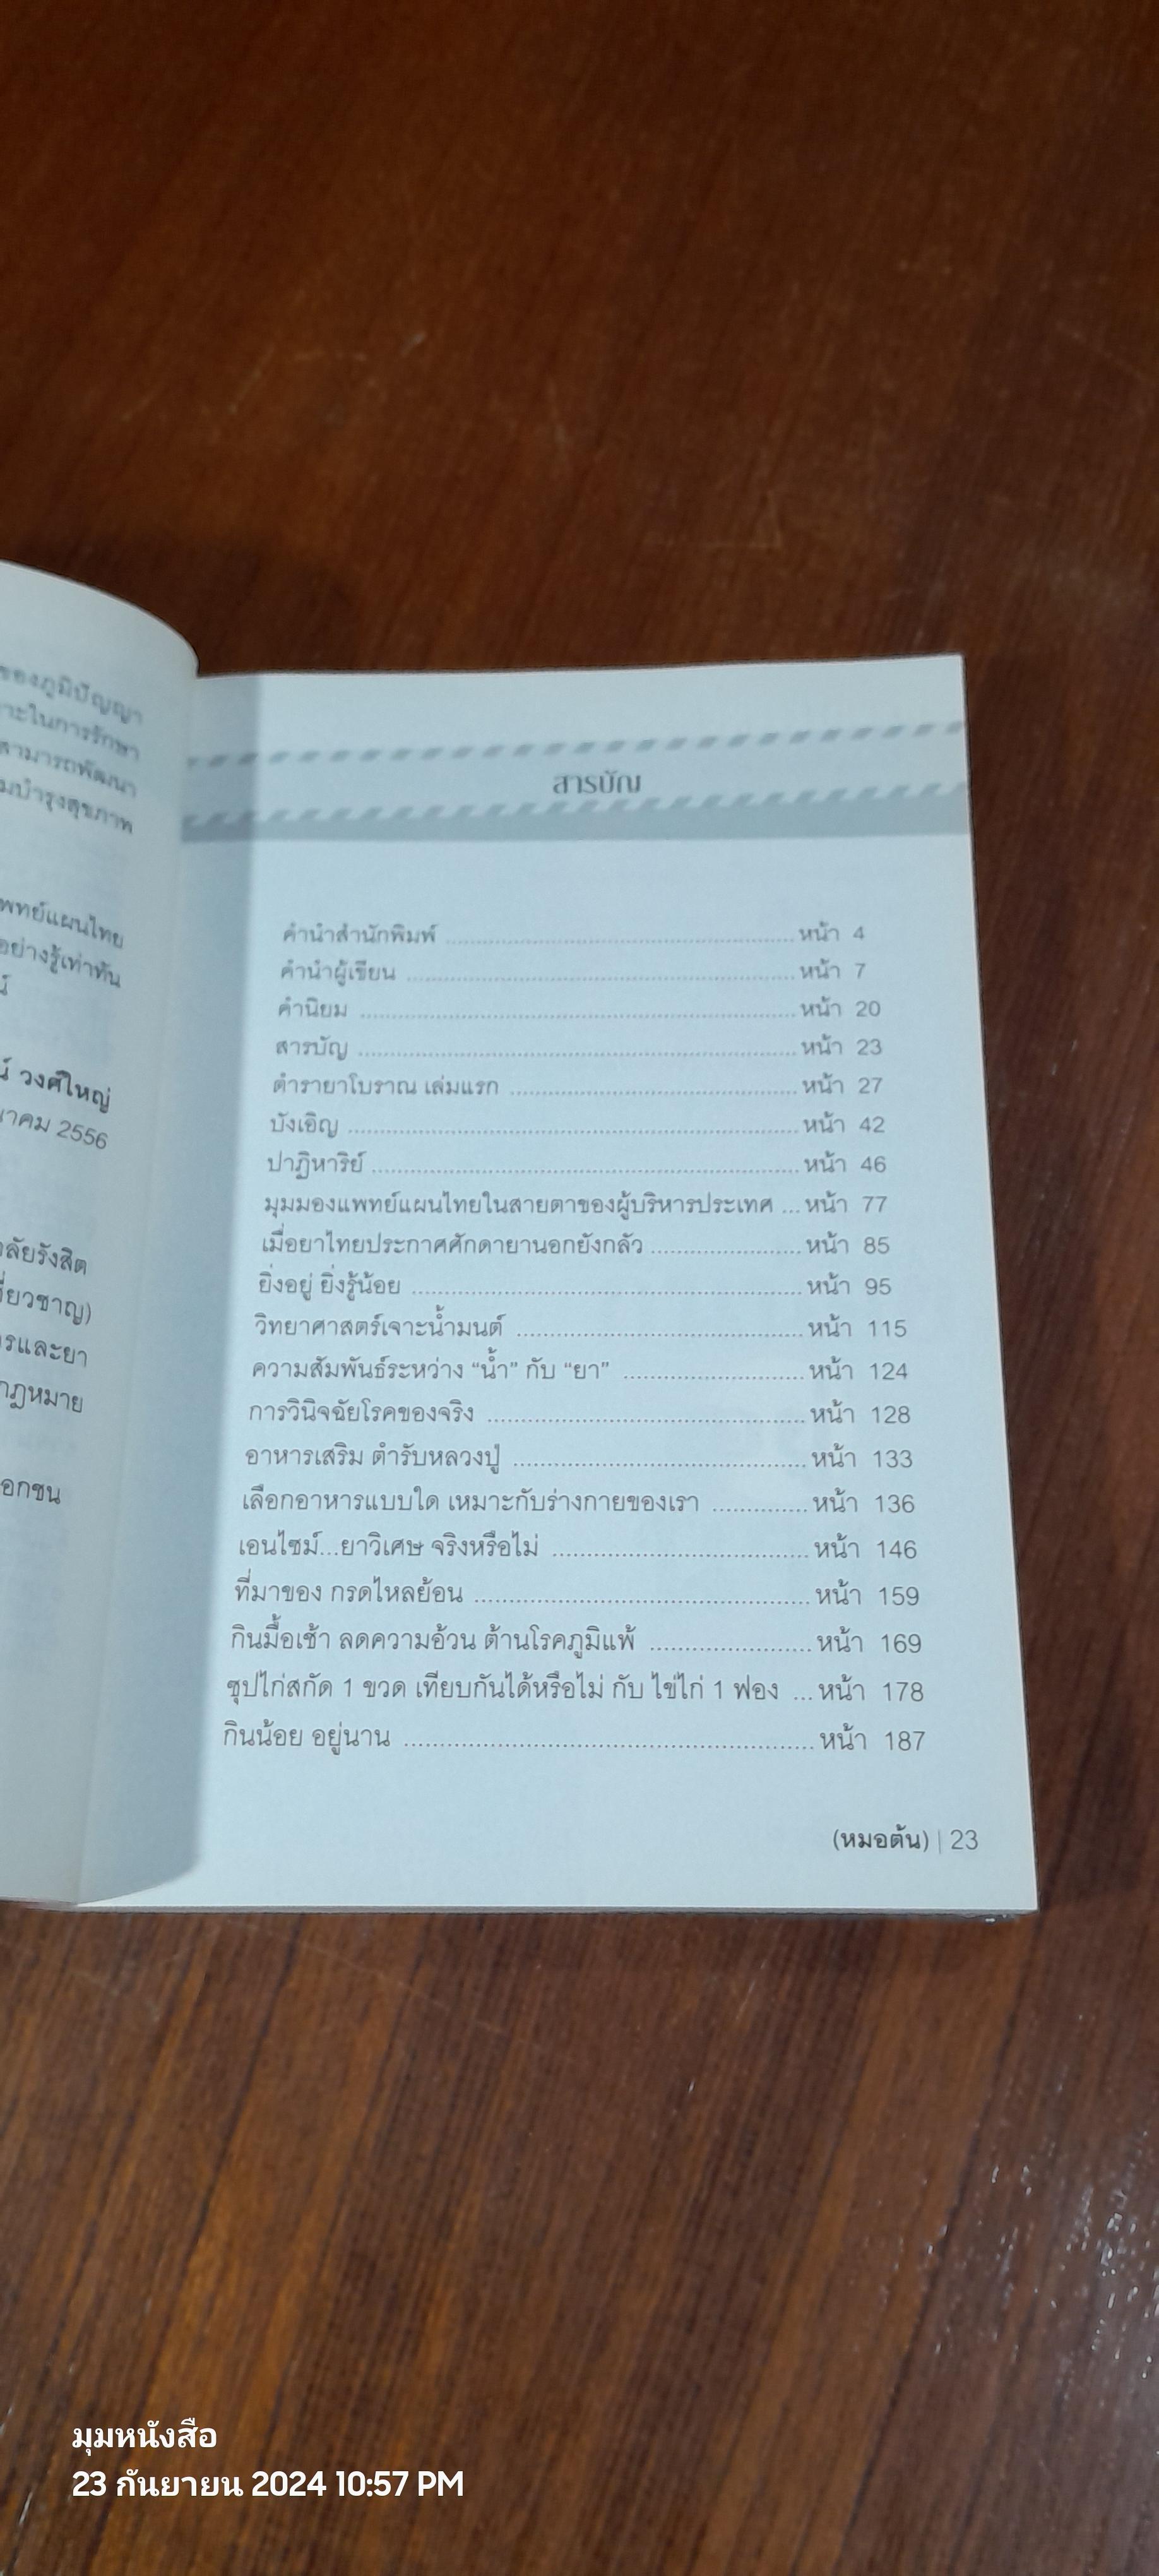 ของภูมิปัญญา
ในการรักษา
สามารถพัฒนา
บำรุงสุขภาพ
แพทย์แผนไทย
อย่างรู้เท่าทัน
วงศ์ใหญ่
2556
ลัยรังสิต
ชี่ยวชาญ)
และยา
กฎหมาย
อกชน
สารบัญ
คำนำสำนักพิมพ์ ........................................ หน้า 4
คำนำผู้เขียน ........................................ หน้า 7
คำนิยม ........................................ หน้า 20
สารบัญ ........................................ หน้า 23
ตำรายาโบราณ เล่มแรก ........................................ หน้า 27
บังเอิญ ........................................ หน้า 42
ปาฏิหาริย์ ........................................ หน้า 46
มุมมองแพทย์แผนไทยในสายตาของผู้บริหารประเทศ ... หน้า 77
เมื่อยาไทยประกาศศักดายานอกยังกลัว .................... หน้า 85
ยิ่งอยู่ ยิ่งรู้น้อย ........................................ หน้า 95
วิทยาศาสตร์เจาะน้ำมนต์ ........................................ หน้า 115
ความสัมพันธ์ระหว่าง “น้ำ” กับ “ยา” ......................... หน้า 124
การวินิจฉัยโรคของจริง ........................................ หน้า 128
อาหารเสริม ตำรับหลวงปู่ ........................................ หน้า 133
เลือกอาหารแบบใด เหมาะกับร่างกายของเรา ............. หน้า 136
เอนไซม์...ยาวิเศษ จริงหรือไม่ ................................... หน้า 146
ที่มาของ กรดไหลย้อน ........................................ หน้า 159
กินมื้อเช้า ลดความอ้วน ต้านโรคภูมิแพ้ ...................... หน้า 169
ซุปไก่สกัด 1 ขวด เทียบกันได้หรือไม่ กับ ไข่ไก่ 1 ฟอง ... หน้า 178
กินน้อย อยู่นาน ........................................ หน้า 187
(หมอต้น) | 23
มุมหนังสือ
23 กันยายน 2024 10:57 PM